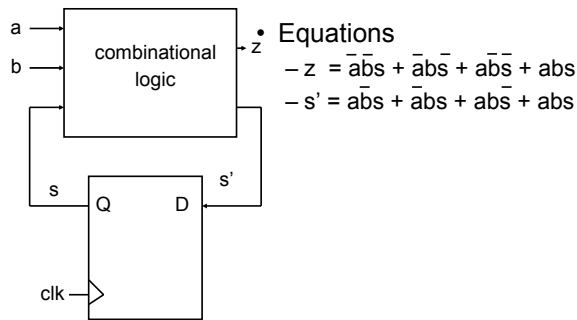 a
b
combinational
logic
z
• Equations
– z = a̅b̅s + a̅bs̅ + ab̅s̅ + abs
– s’ = ab̅s + a̅bs + abs̅ + abs
s
s’
Q D
clk